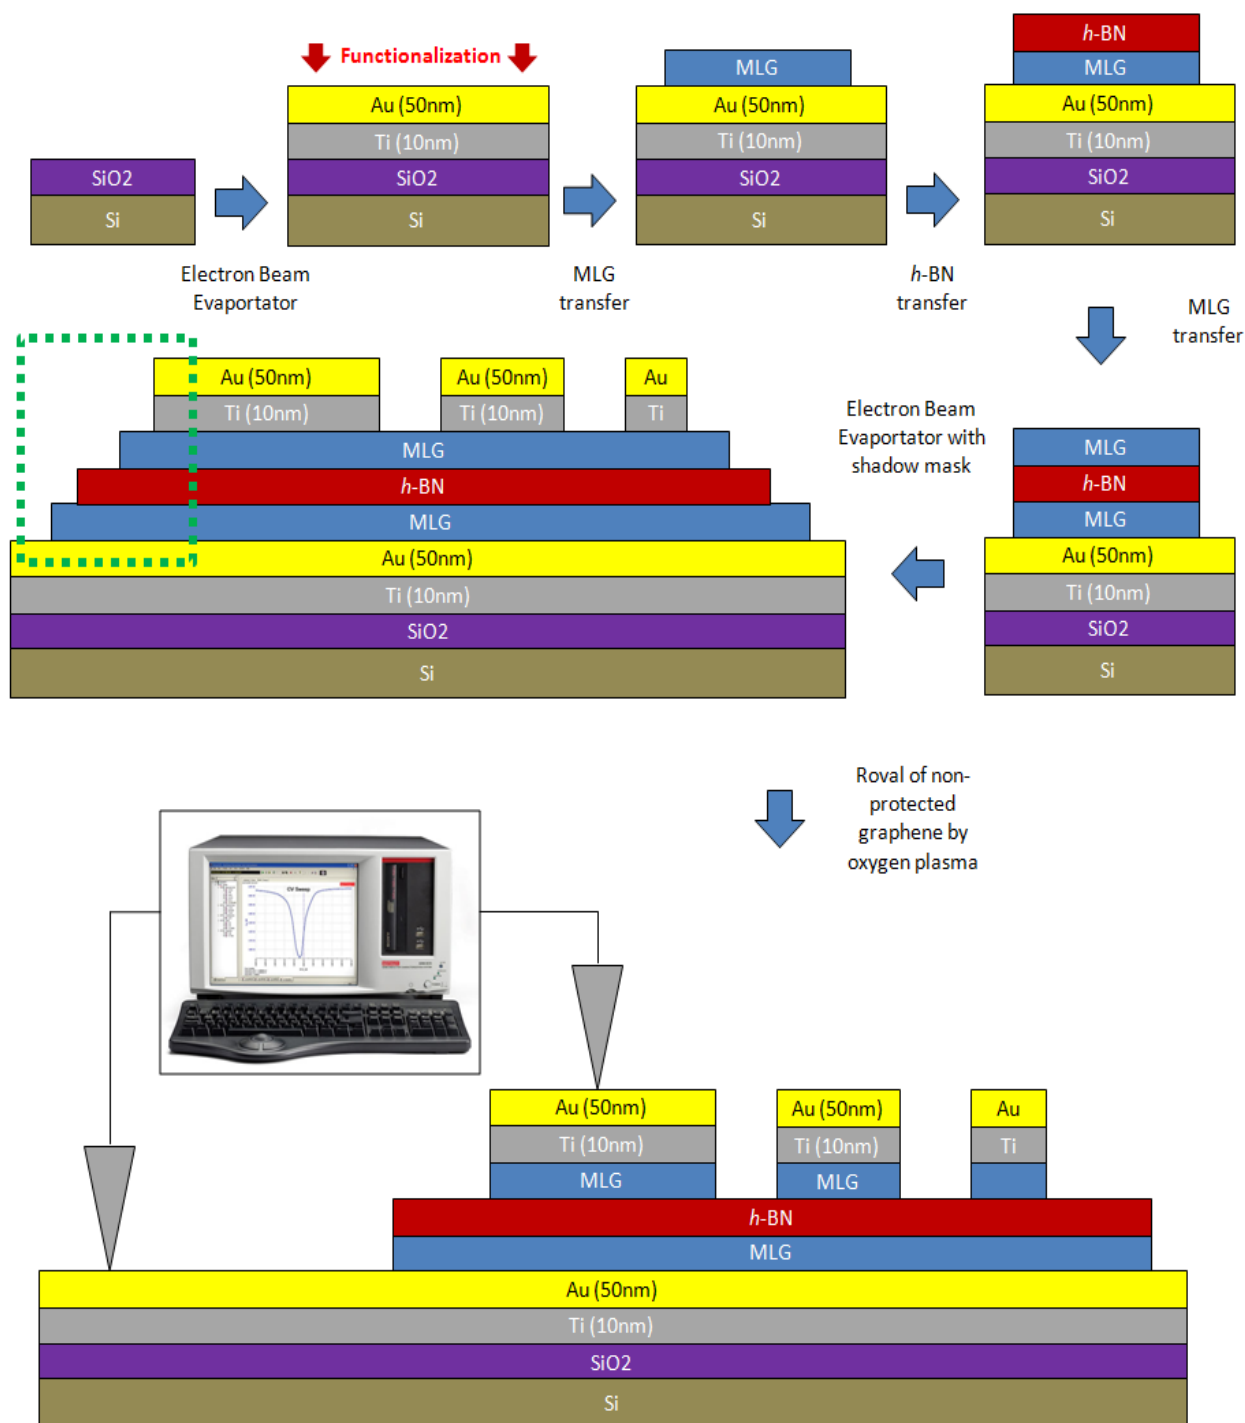 Functionalization
SiO2
Si
Au (50nm)
Ti (10nm)
SiO2
Si
MLG
Au (50nm)
Ti (10nm)
SiO2
Si
h-BN
MLG
Au (50nm)
Ti (10nm)
SiO2
Si
Electron Beam
Evaportator
MLG
transfer
h-BN
transfer
MLG
transfer
Electron Beam
Evaportator with
shadow mask
MLG
h-BN
MLG
Au (50nm)
Ti (10nm)
SiO2
Si
Au (50nm)
Au (50nm)
Au
Ti (10nm)
Ti (10nm)
Ti
MLG
h-BN
MLG
Au (50nm)
Ti (10nm)
SiO2
Si
Roval of non-
protected
graphene by
oxygen plasma
CV Sweep
Au (50nm)
Au (50nm)
Au
Ti (10nm)
Ti (10nm)
Ti
MLG
MLG
h-BN
MLG
Au (50nm)
Ti (10nm)
SiO2
Si